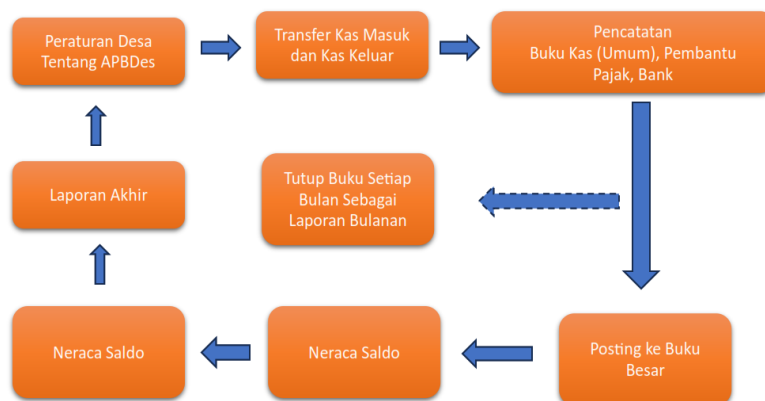 Peraturan Desa
Tentang APBDes
Transfer Kas Masuk
dan Kas Keluar
Pencatatan
Buku Kas (Umum), Pembantu
Pajak, Bank
Laporan Akhir
Tutup Buku Setiap
Bulan Sebagai
Laporan Bulanan
Neraca Saldo
Neraca Saldo
Posting ke Buku
Besar